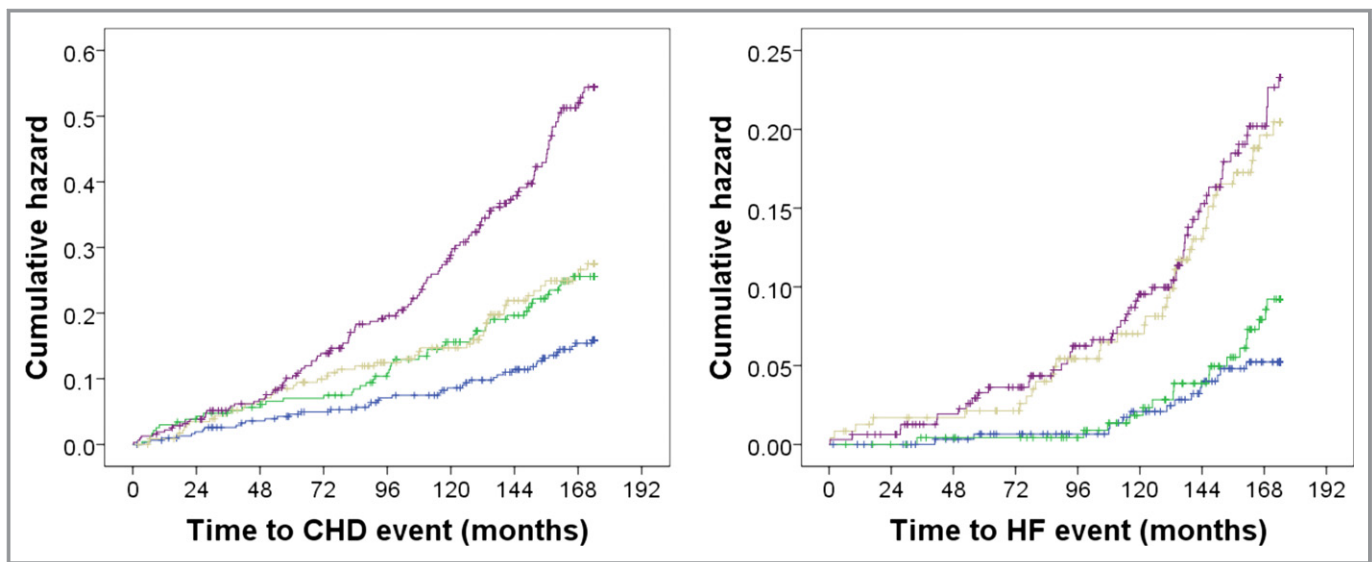 Cumulative hazard
0.6
0.5
0.4
0.3
0.2
0.1
0.0
0 24 48 72 96 120 144 168 192
Time to CHD event (months)
Cumulative hazard
0.25
0.20
0.15
0.10
0.05
0.00
0 24 48 72 96 120 144 168 192
Time to HF event (months)